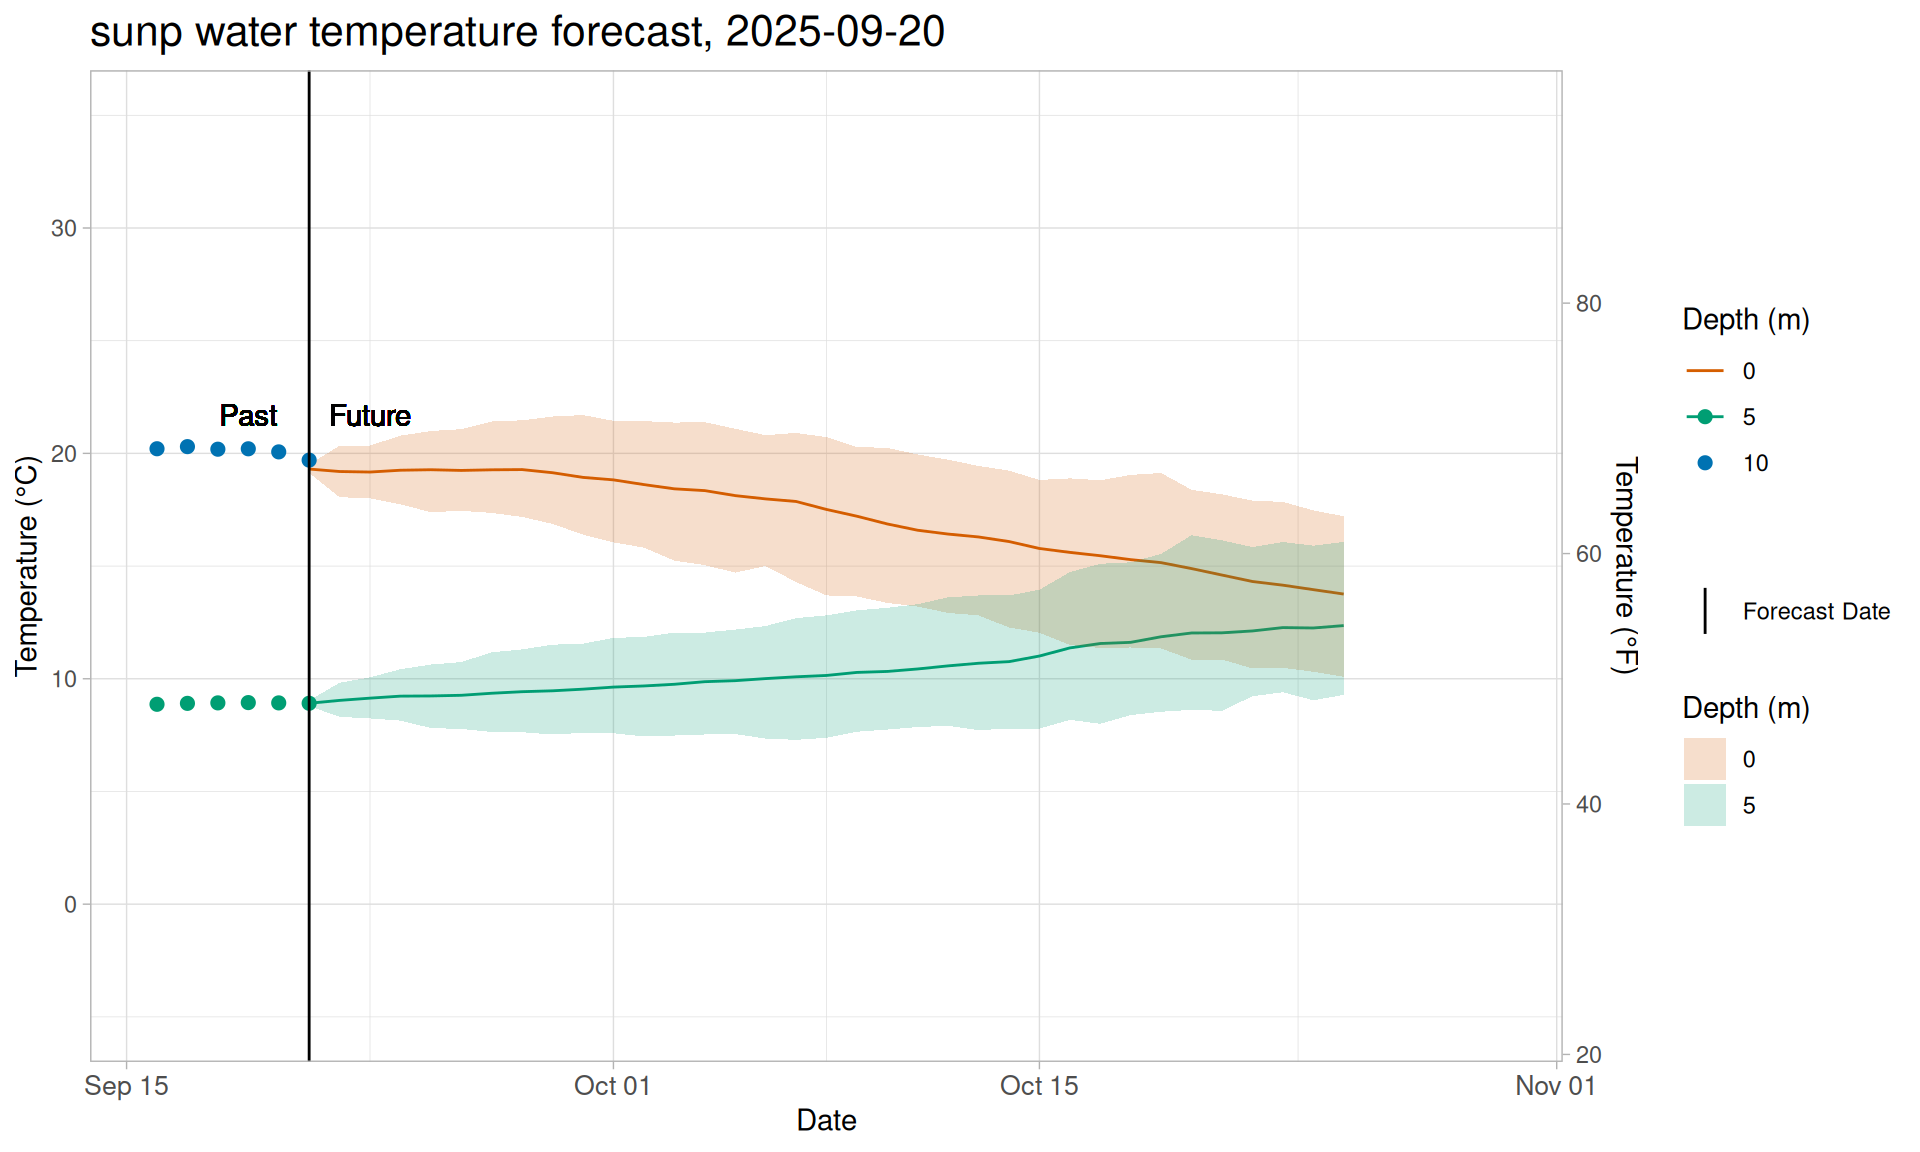 sunp water temperature forecast, 2025-09-20
Temperature (°C)
30
20
10
0
Past
Future
80
60
40
20
Temperature (°F)
Sep 15
Oct 01
Oct 15
Nov 01
Date
Depth (m)
0
5
10
Forecast Date
Depth (m)
0
5